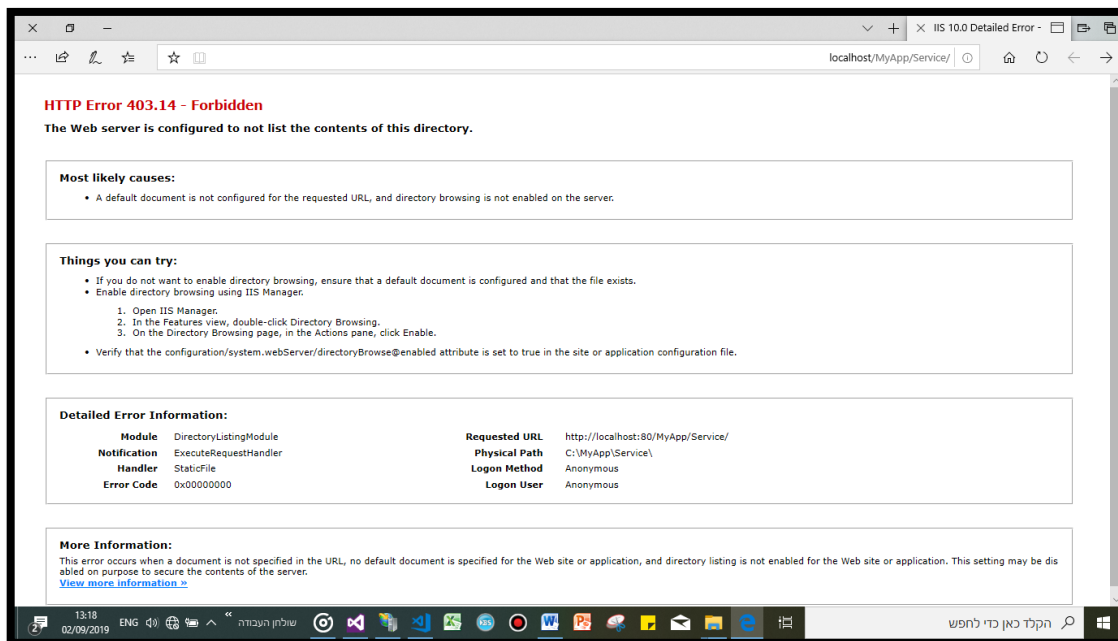 IIS 10.0 Detailed Error -
localhost/MyApp/Service/
HTTP Error 403.14 - Forbidden
The Web server is configured to not list the contents of this directory.
Most likely causes:
• A default document is not configured for the requested URL, and directory browsing is not enabled on the server.
Things you can try:
• If you do not want to enable directory browsing, ensure that a default document is configured and that the file exists.
• Enable directory browsing using IIS Manager.
1. Open IIS Manager.
2. In the Features view, double-click Directory Browsing.
3. On the Directory Browsing page, in the Actions pane, click Enable.
• Verify that the configuration/system.webServer/directoryBrowse@enabled attribute is set to true in the site or application configuration file.
Detailed Error Information:
Module DirectoryListingModule
Notification ExecuteRequestHandler
Handler StaticFile
Error Code 0x00000000
Requested URL http://localhost:80/MyApp/Service/
Physical Path C:\MyApp\Service\
Logon Method Anonymous
Logon User Anonymous
More Information:
This error occurs when a document is not specified in the URL, no default document is specified for the Web site or application, and directory listing is not enabled for the Web site or application. This setting may be dis
abled on purpose to secure the contents of the server.
View more information »
הקלד כאן כדי לחפש
שולחן העבודה
ENG
13:18
02/09/2019
2